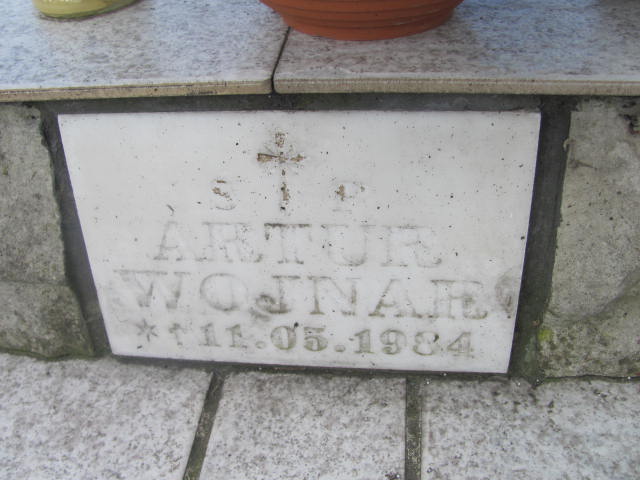 S P
ARTUR
WOJNAR
* † 11.05.1984